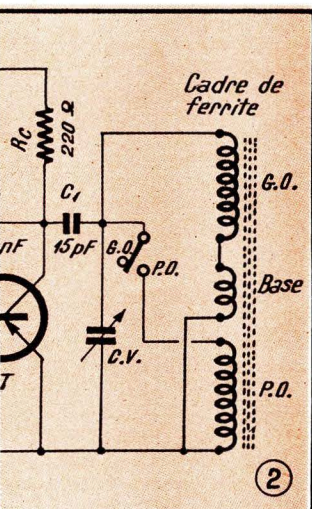 Cadre de
ferrite
Rc
220 Ω
G.O.
C1
nF
15pF
G.O.
P.O.
Base
C.V.
T
P.O.
2